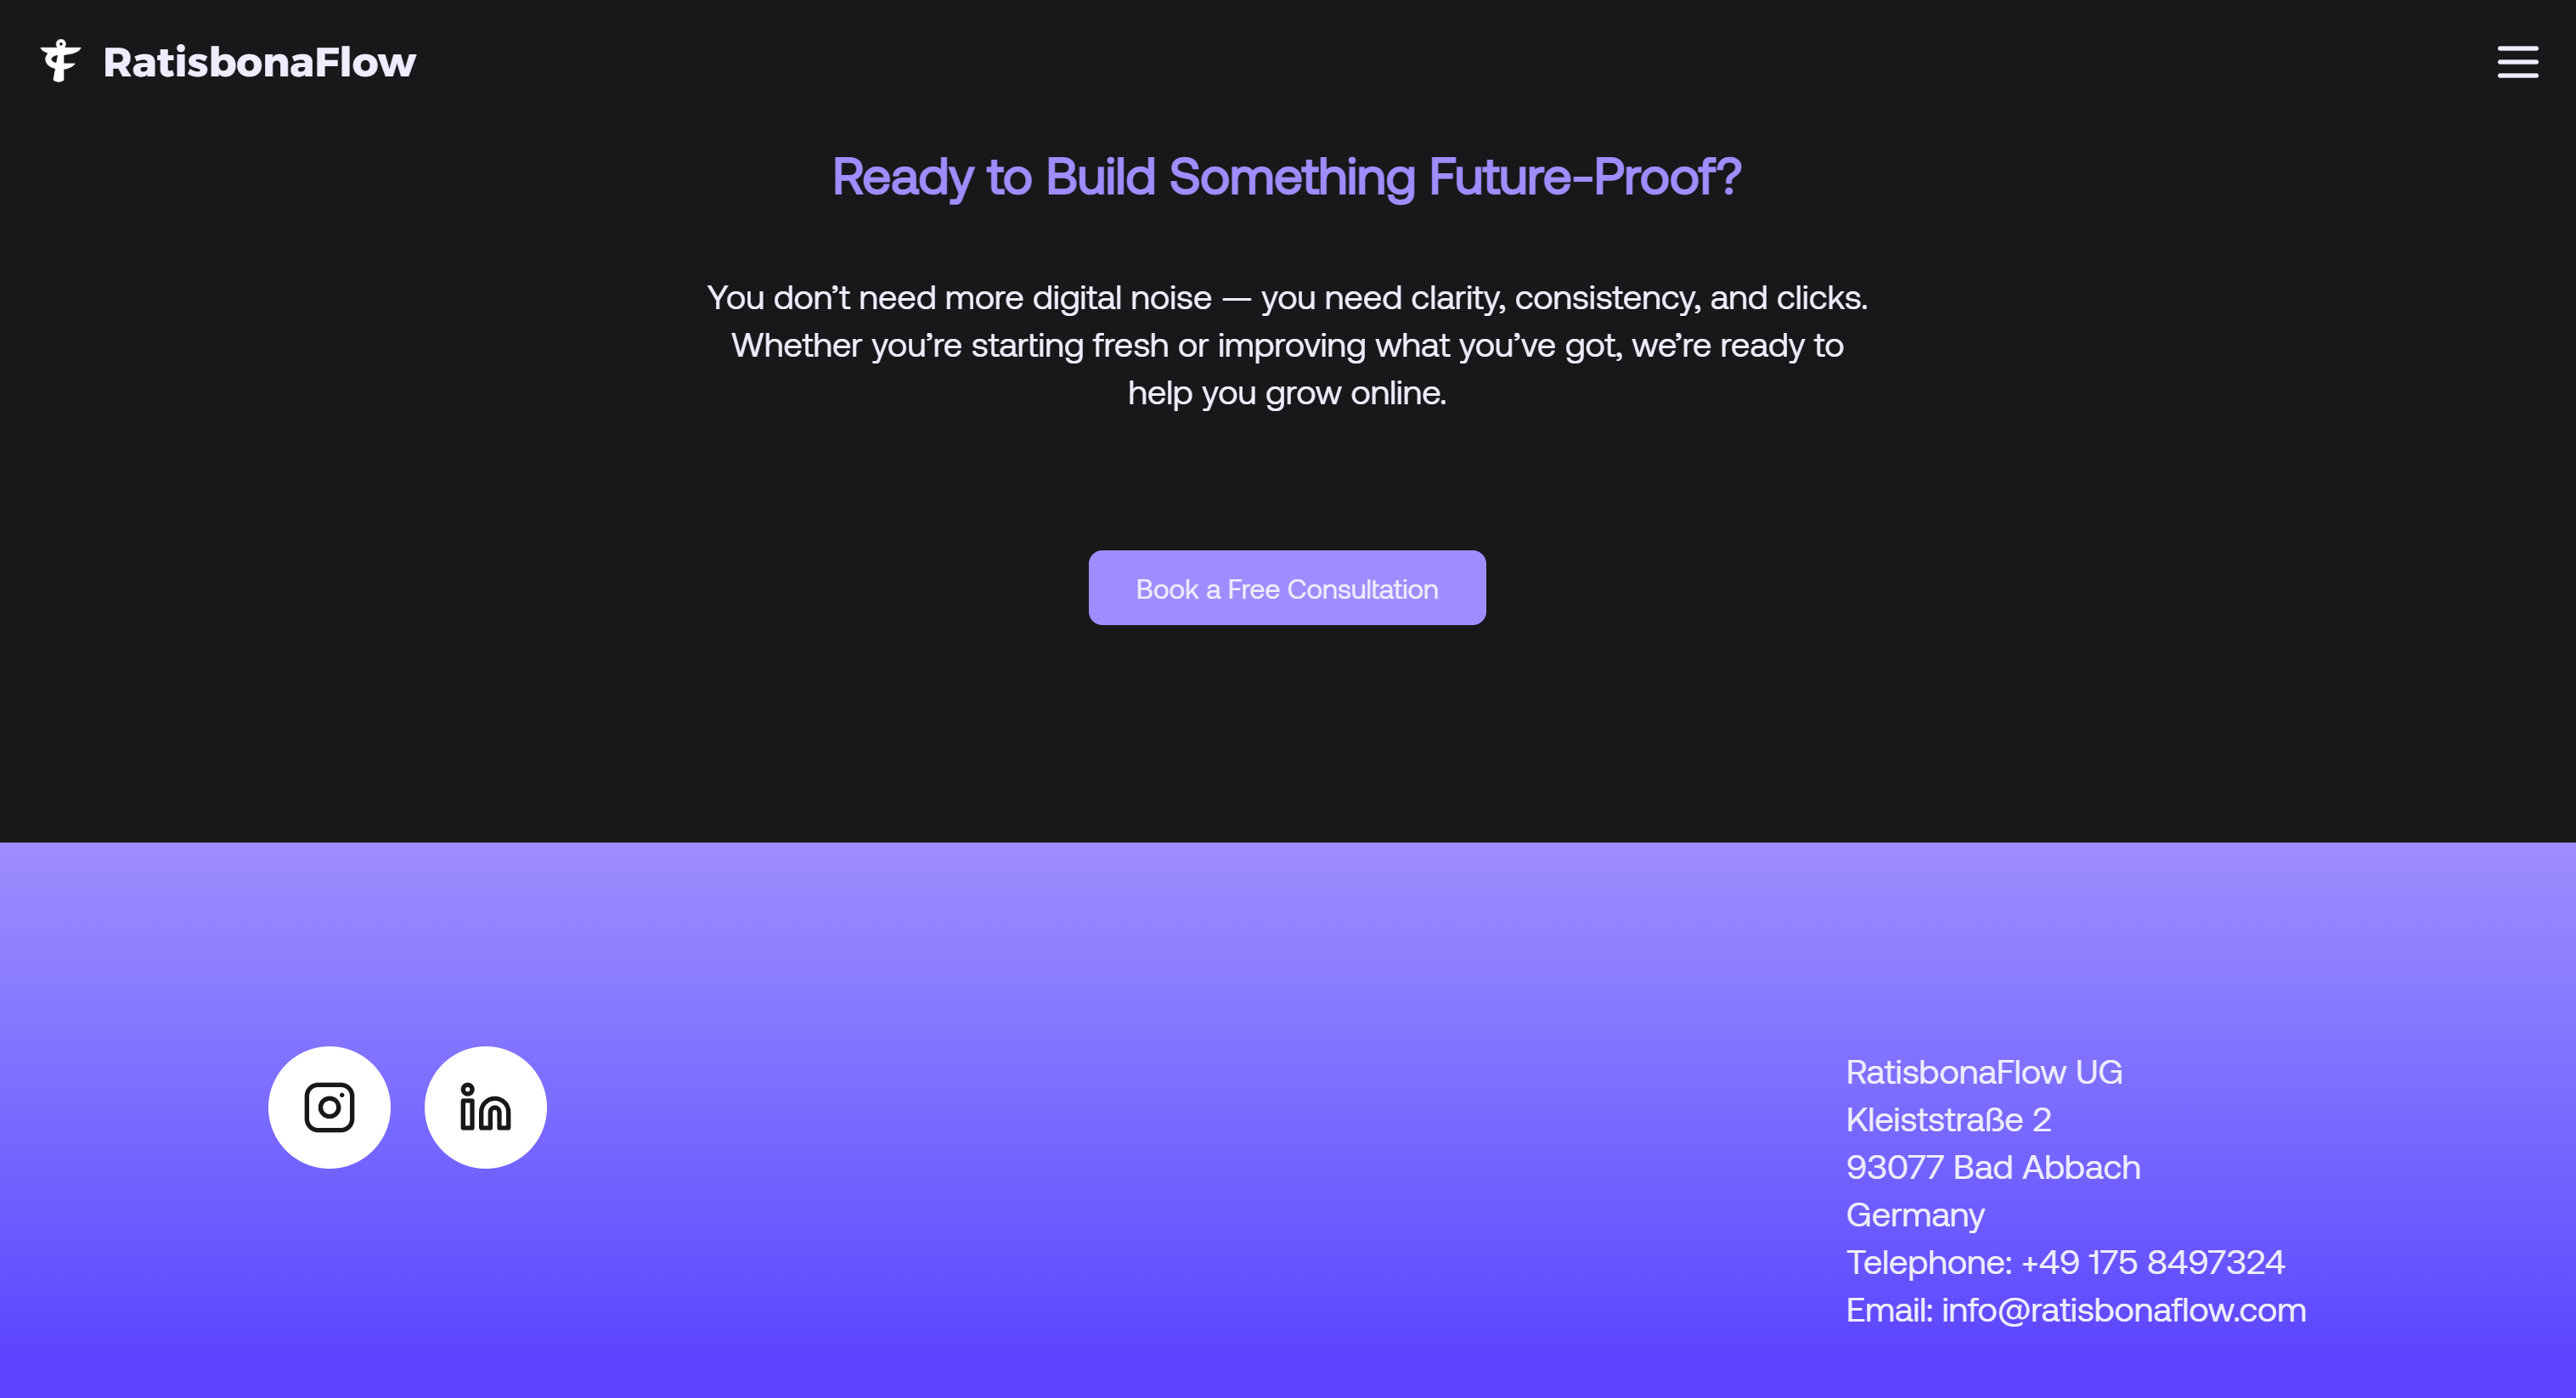 RatisbonaFlow
Ready to Build Something Future-Proof?
You don’t need more digital noise — you need clarity, consistency, and clicks.
Whether you’re starting fresh or improving what you’ve got, we’re ready to
help you grow online.
Book a Free Consultation
RatisbonaFlow UG
Kleiststraße 2
93077 Bad Abbach
Germany
Telephone: +49 175 8497324
Email: info@ratisbonaflow.com